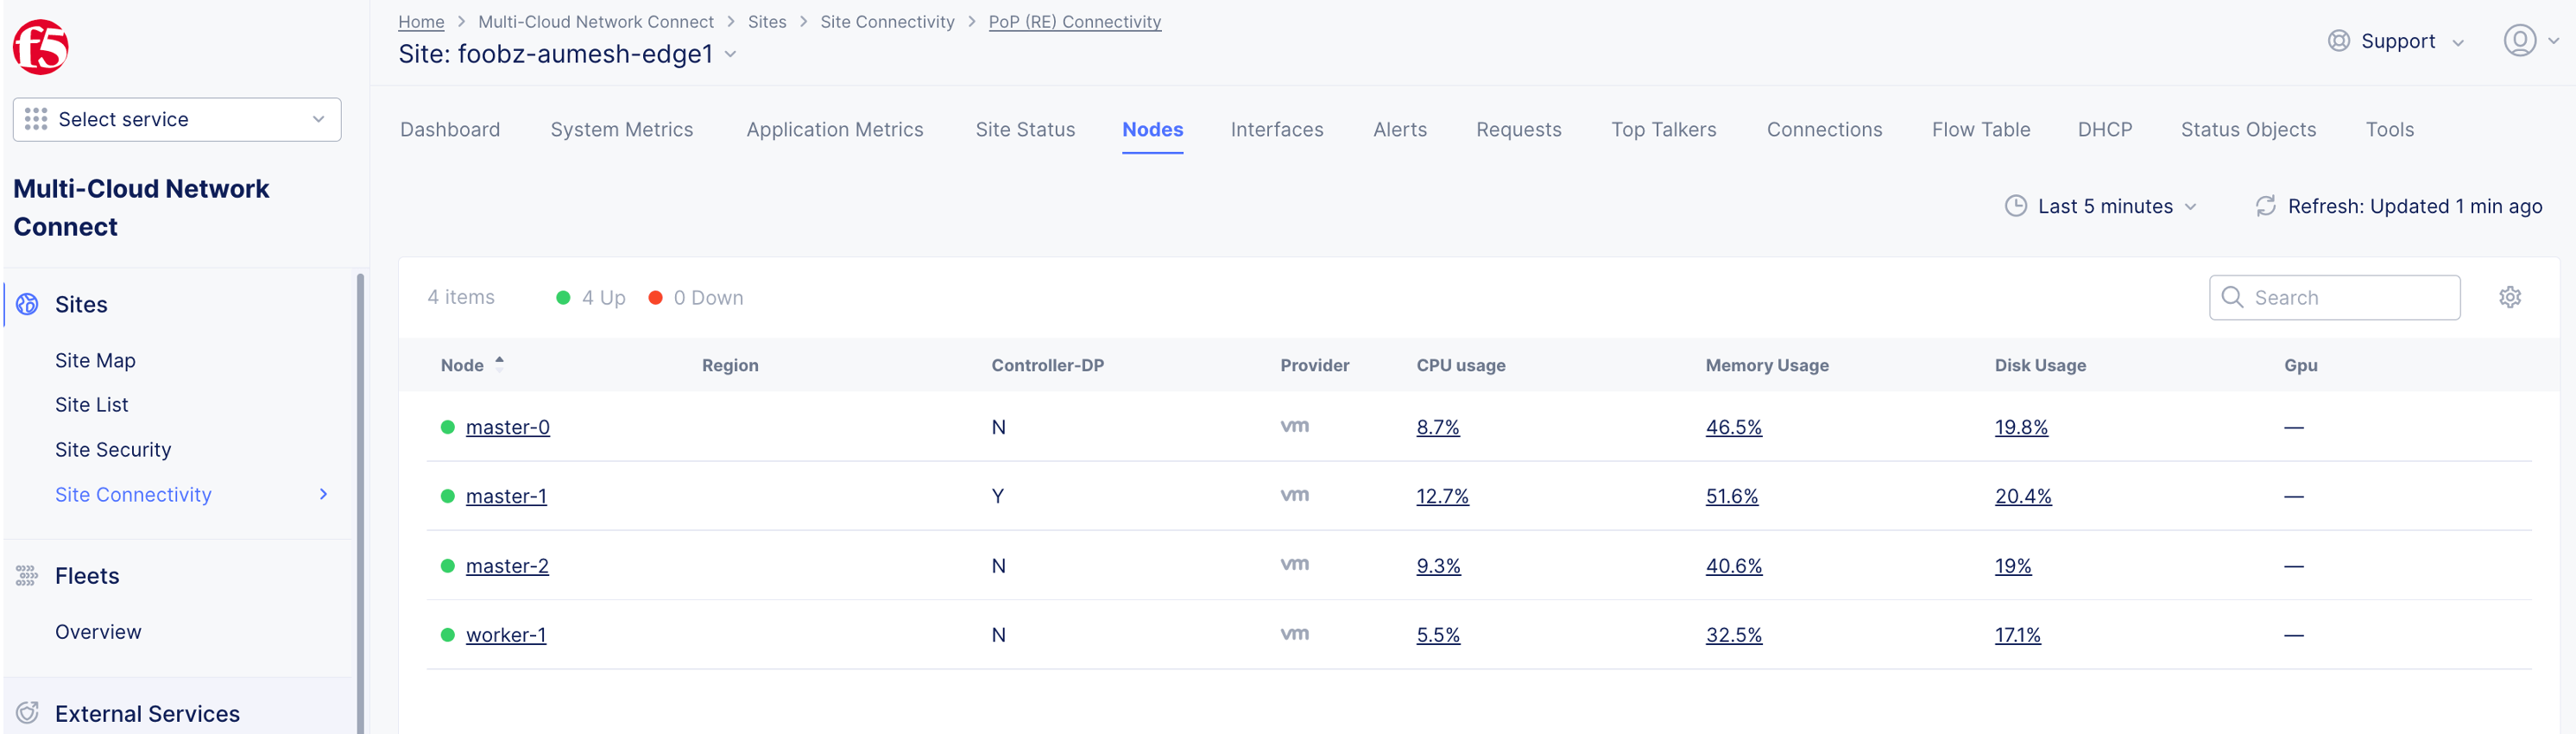 f5
Home > Multi-Cloud Network Connect > Sites > Site Connectivity > PoP (RE) Connectivity
Site: foobz-aumesh-edge1
Support
Select service
Multi-Cloud Network
Connect
Sites
Site Map
Site List
Site Security
Site Connectivity
Fleets
Overview
External Services
Dashboard System Metrics Application Metrics Site Status Nodes Interfaces Alerts Requests Top Talkers Connections Flow Table DHCP Status Objects Tools
Last 5 minutes Refresh: Updated 1 min ago
4 items 4 Up 0 Down Search
Node Region Controller-DP Provider CPU usage Memory Usage Disk Usage Gpu
master-0 N vm 8.7% 46.5% 19.8% —
master-1 Y vm 12.7% 51.6% 20.4% —
master-2 N vm 9.3% 40.6% 19% —
worker-1 N vm 5.5% 32.5% 17.1% —